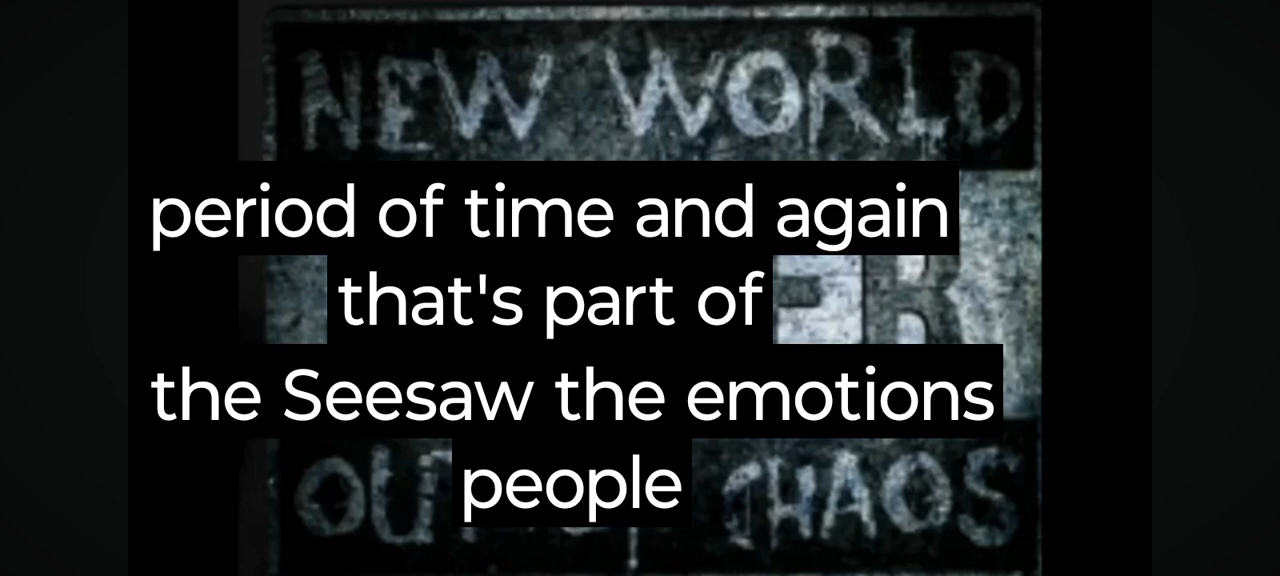 NEW WORLD
period of time and again
that's part of
the Seesaw the emotions
people
CHAOS